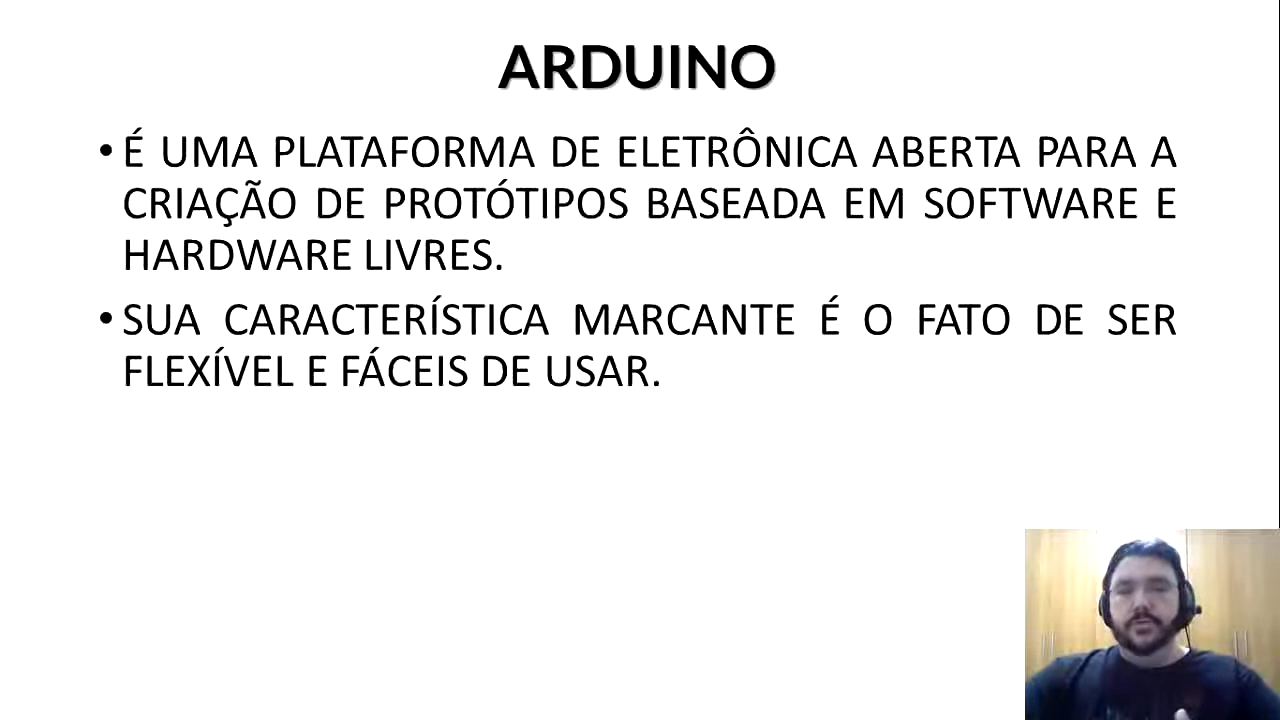 ARDUINO
• É UMA PLATAFORMA DE ELETRÔNICA ABERTA PARA A
CRIAÇÃO DE PROTÓTIPOS BASEADA EM SOFTWARE E
HARDWARE LIVRES.
• SUA CARACTERÍSTICA MARCANTE É O FATO DE SER
FLEXÍVEL E FÁCEIS DE USAR.